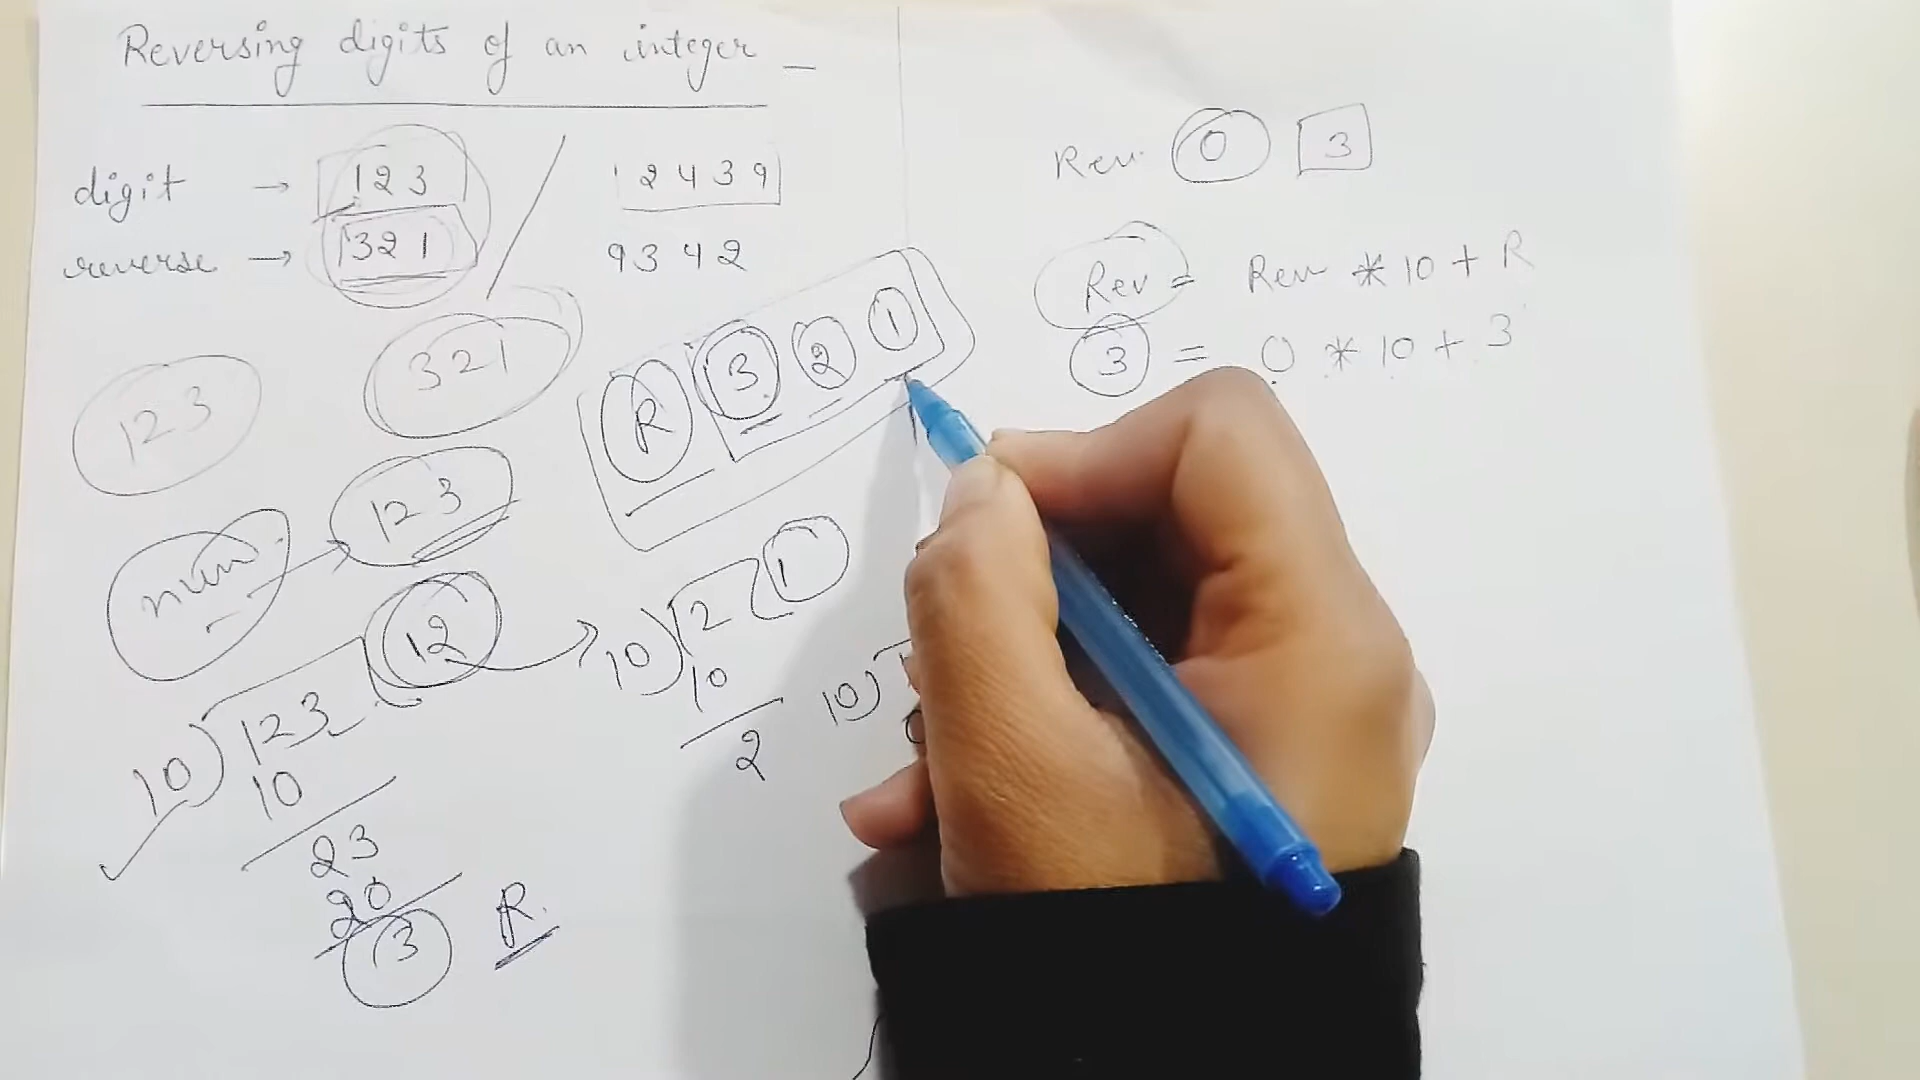 Reversing digits of an integer _
digit → 123 / 12439
reverse → 321 9342
Rev 0 3
Rev = Rev * 10 + R
3 = 0 * 10 + 3
R 3 2 1
123 321
num → 123
12 → 10) 2 1
10) 123
10
23
20
3 R.
10
2
10)